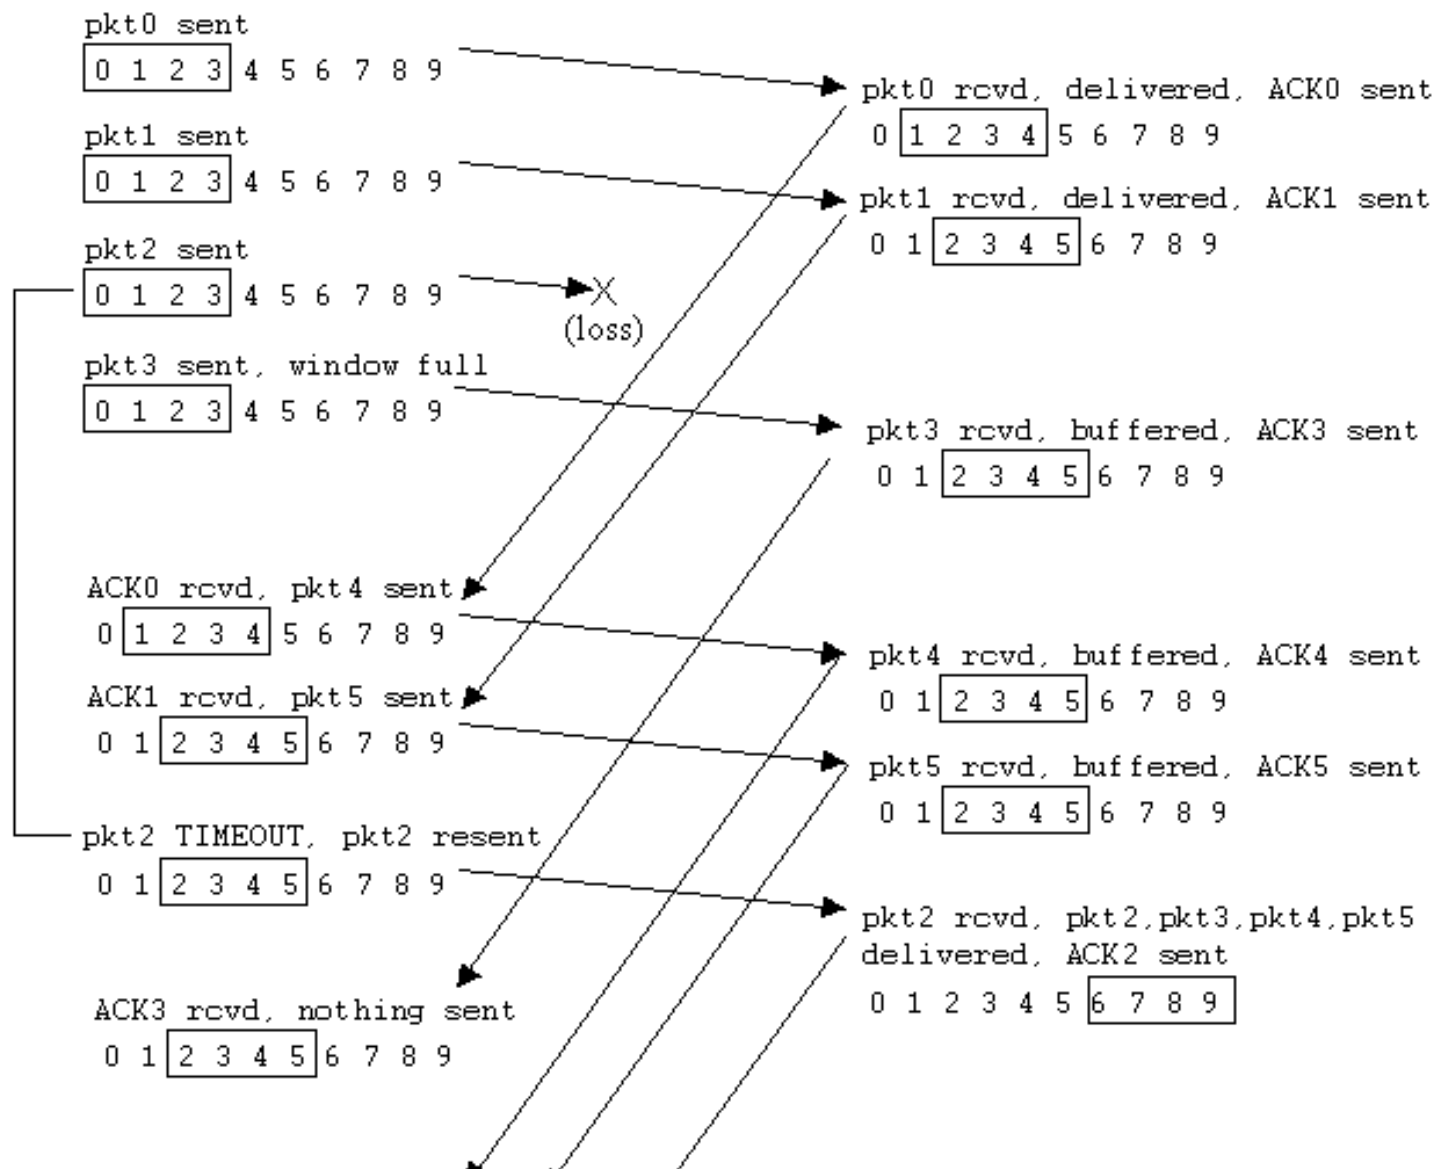 pkt0 sent
0 1 2 3 4 5 6 7 8 9
pkt0 rcvd, delivered, ACK0 sent
0 1 2 3 4 5 6 7 8 9
pkt1 sent
0 1 2 3 4 5 6 7 8 9
pkt1 rcvd, delivered, ACK1 sent
0 1 2 3 4 5 6 7 8 9
pkt2 sent
0 1 2 3 4 5 6 7 8 9
X
(loss)
pkt3 sent, window full
0 1 2 3 4 5 6 7 8 9
pkt3 rcvd, buffered, ACK3 sent
0 1 2 3 4 5 6 7 8 9
ACK0 rcvd, pkt4 sent
0 1 2 3 4 5 6 7 8 9
pkt4 rcvd, buffered, ACK4 sent
0 1 2 3 4 5 6 7 8 9
ACK1 rcvd, pkt5 sent
0 1 2 3 4 5 6 7 8 9
pkt5 rcvd, buffered, ACK5 sent
0 1 2 3 4 5 6 7 8 9
pkt2 TIMEOUT, pkt2 resent
0 1 2 3 4 5 6 7 8 9
pkt2 rcvd, pkt2,pkt3,pkt4,pkt5
delivered, ACK2 sent
0 1 2 3 4 5 6 7 8 9
ACK3 rcvd, nothing sent
0 1 2 3 4 5 6 7 8 9